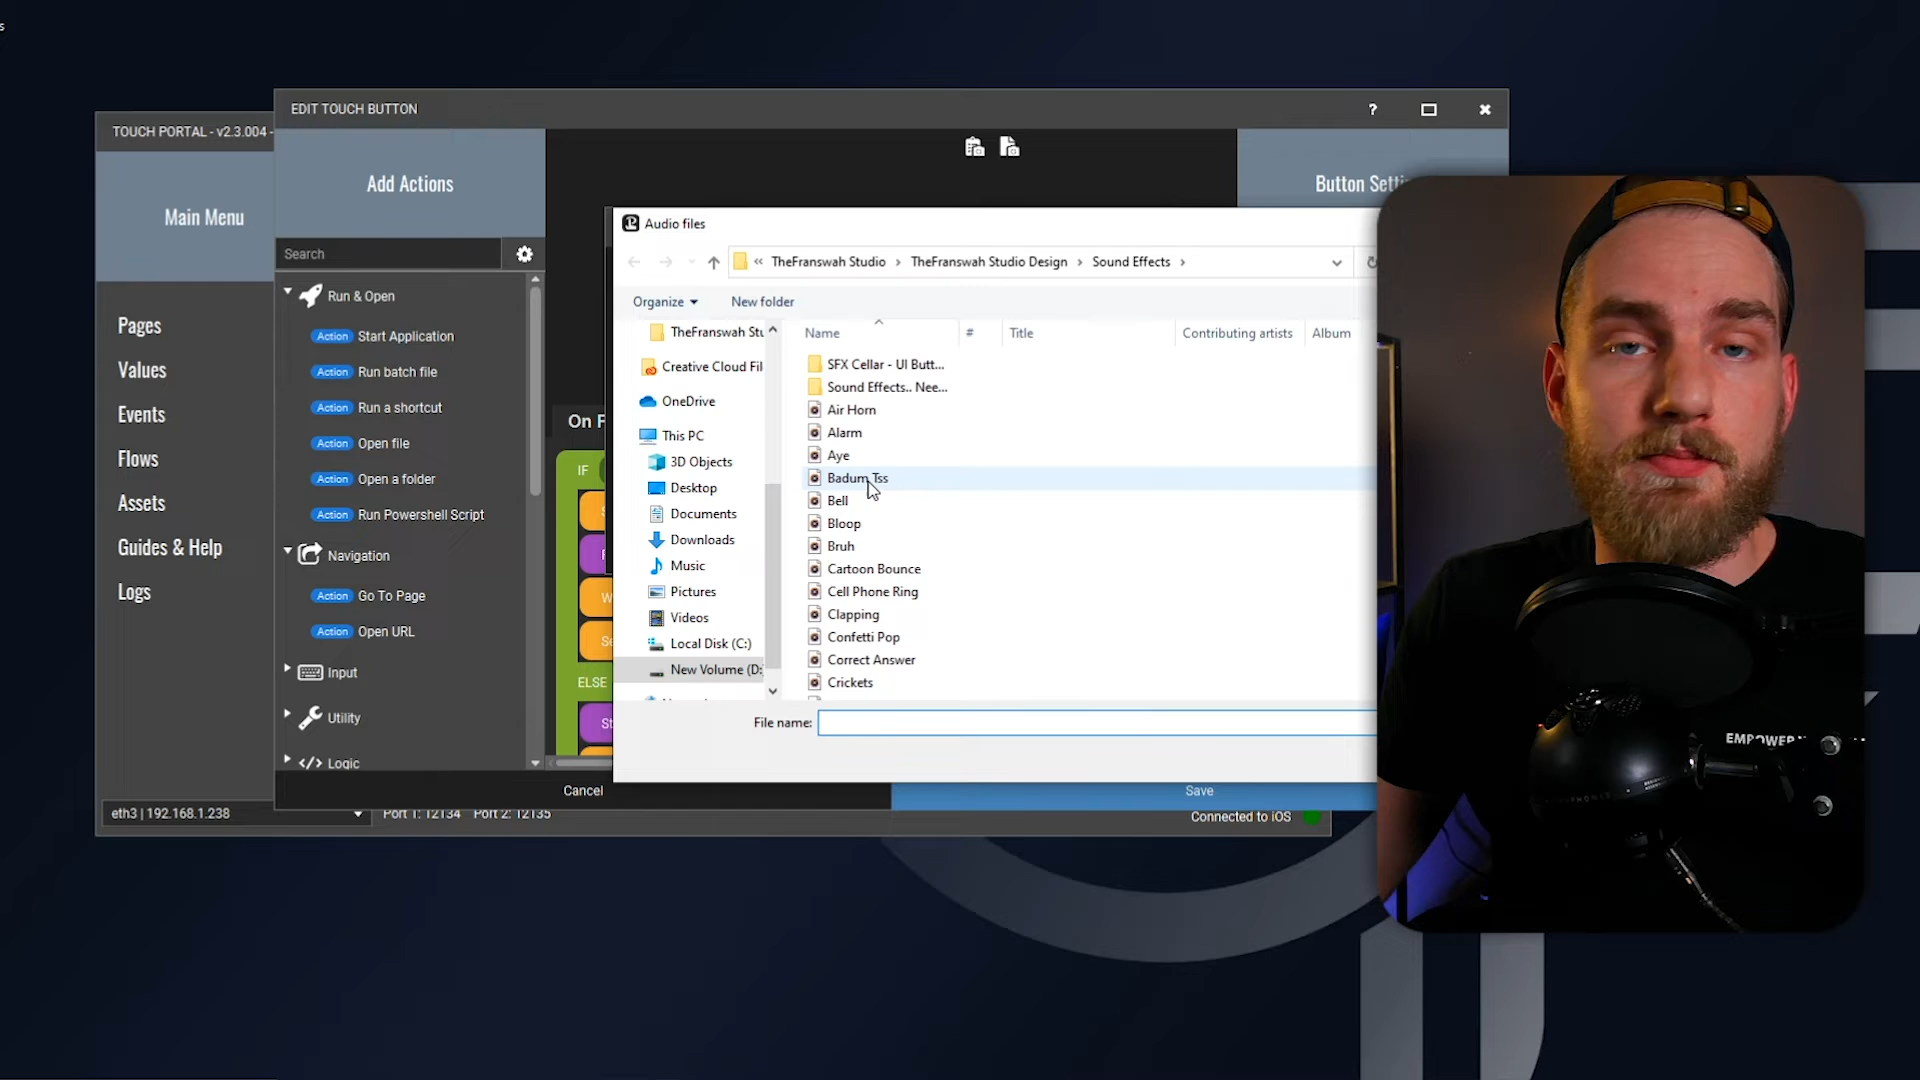 s
EDIT TOUCH BUTTON
?
TOUCH PORTAL - v2.3.004 -
Add Actions
Main Menu
Search
Run & Open
Action Start Application
Action Run batch file
Action Run a shortcut
Action Open file
Action Open a folder
Action Run Powershell Script
Navigation
Action Go To Page
Action Open URL
Input
Utility
</> Logic
Pages
Values
Events
Flows
Assets
Guides & Help
Logs
Button Setti
On F
IF
ELSE
Audio files
« TheFranswah Studio › TheFranswah Studio Design › Sound Effects ›
Organize New folder
TheFranswah Stu
Creative Cloud Fil
OneDrive
This PC
3D Objects
Desktop
Documents
Downloads
Music
Pictures
Videos
Local Disk (C:)
New Volume (D:
Name # Title Contributing artists Album
SFX Cellar - UI Butt...
Sound Effects.. Nee...
Air Horn
Alarm
Aye
Badum Tss
Bell
Bloop
Bruh
Cartoon Bounce
Cell Phone Ring
Clapping
Confetti Pop
Correct Answer
Crickets
File name:
Cancel
Save
eth3 | 192.168.1.238
Port 1: 12134 Port 2: 12135
Connected to iOS
EMPOWER